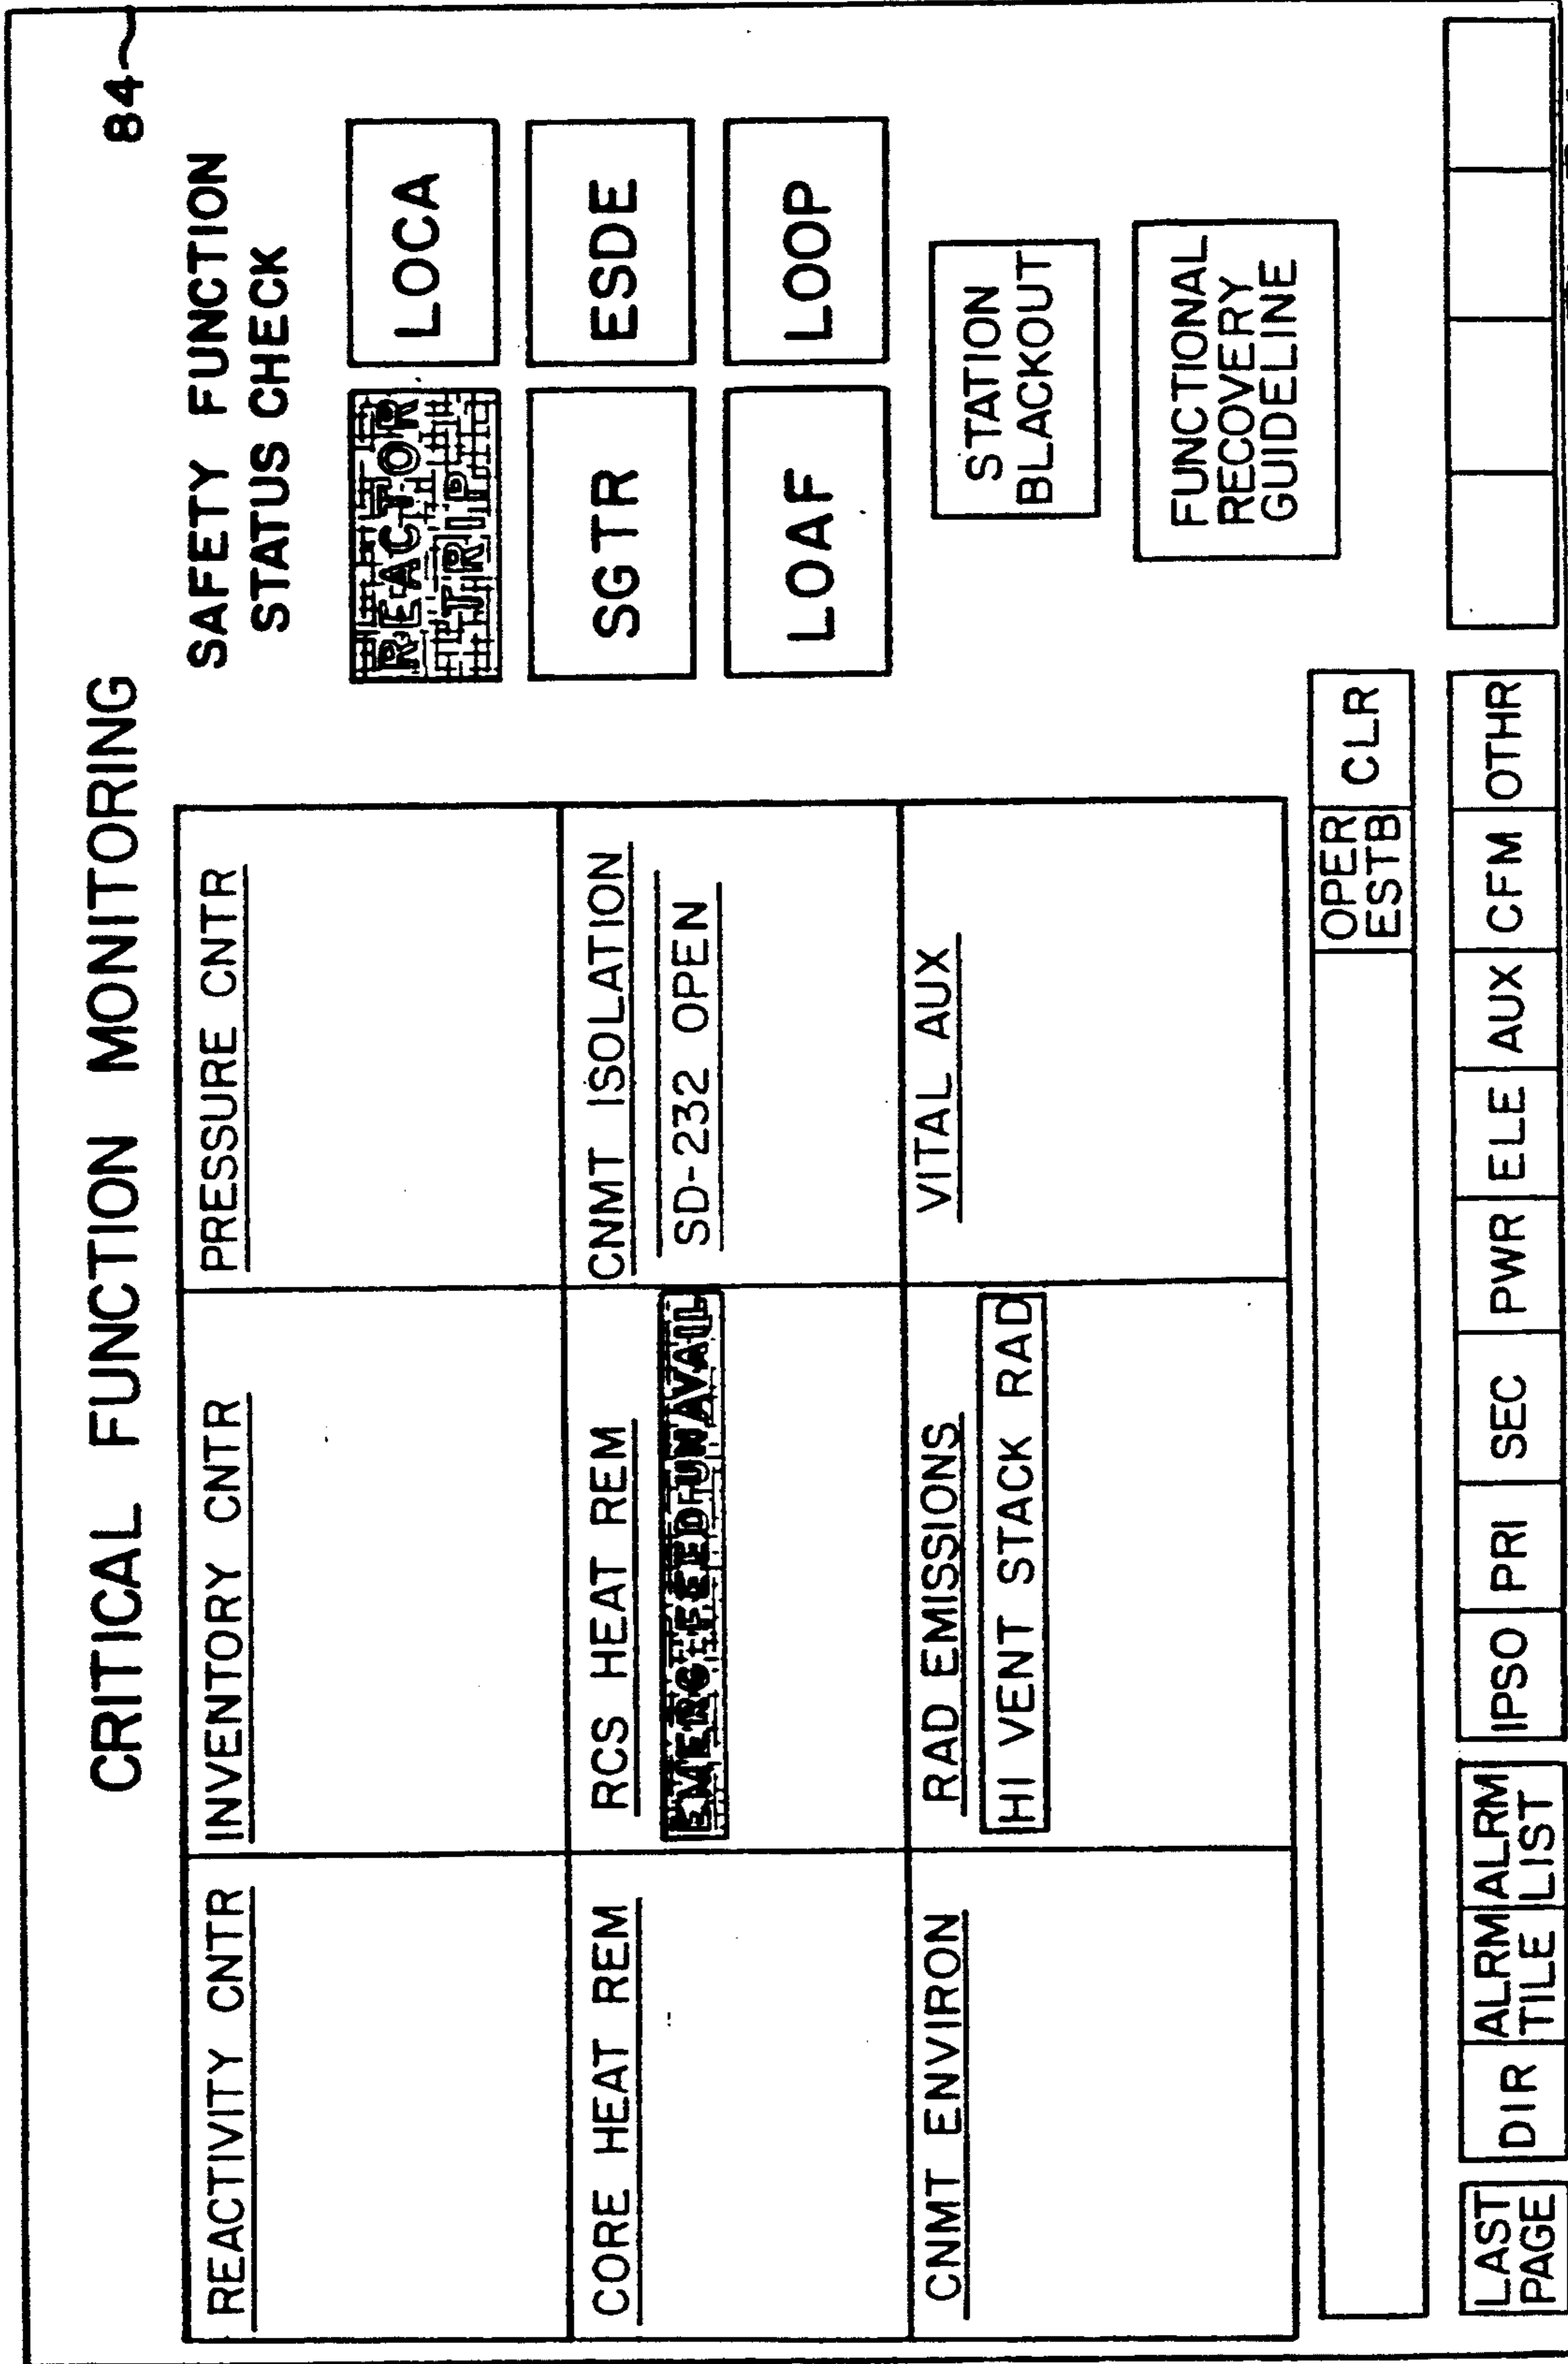 84
CRITICAL FUNCTION MONITORING
REACTIVITY CNTR
INVENTORY CNTR
PRESSURE CNTR
CORE HEAT REM
RCS HEAT REM
EMERG FEED UNAVAIL
CNMT ISOLATION
SD-232 OPEN
CNMT ENVIRON
RAD EMISSIONS
HI VENT STACK RAD
VITAL AUX
SAFETY FUNCTION
STATUS CHECK
REACTOR
TRIP
LOCA
SGTR
ESDE
LOAF
LOOP
STATION
BLACKOUT
FUNCTIONAL
RECOVERY
GUIDELINE
OPER
ESTB
CLR
LAST
PAGE
DIR
ALRM
TILE
ALRM
LIST
IPSO
PRI
SEC
PWR
ELE
AUX
CFM
OTHR